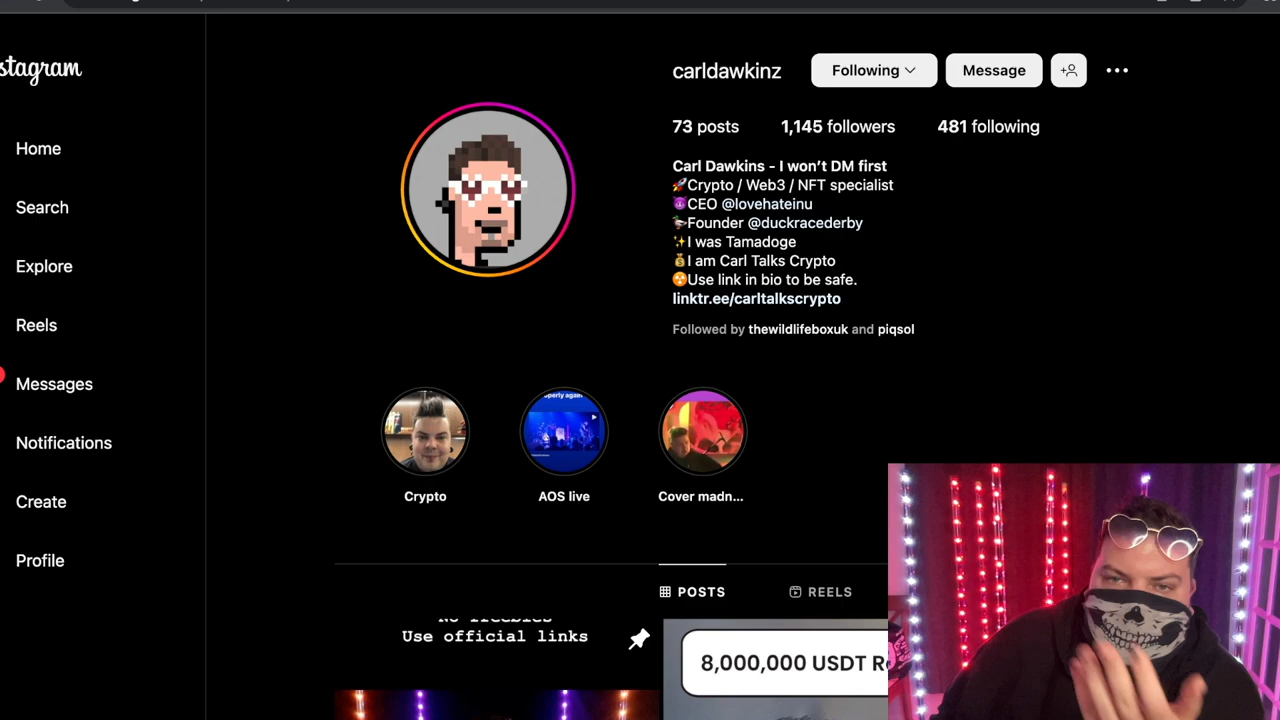 stagram
carldawkinz
Following
Message
73 posts
1,145 followers
481 following
Carl Dawkins - I won’t DM first
🚀Crypto / Web3 / NFT specialist
😈CEO @lovehateinu
🦆Founder @duckracederby
✨I was Tamadoge
💰I am Carl Talks Crypto
☢️Use link in bio to be safe.
linktr.ee/carltalkscrypto
Followed by thewildlifeboxuk and piqsol
Home
Search
Explore
Reels
Messages
Notifications
Create
Profile
Crypto
AOS live
Cover madn...
POSTS
REELS
No freebies
Use official links
8,000,000 USDT